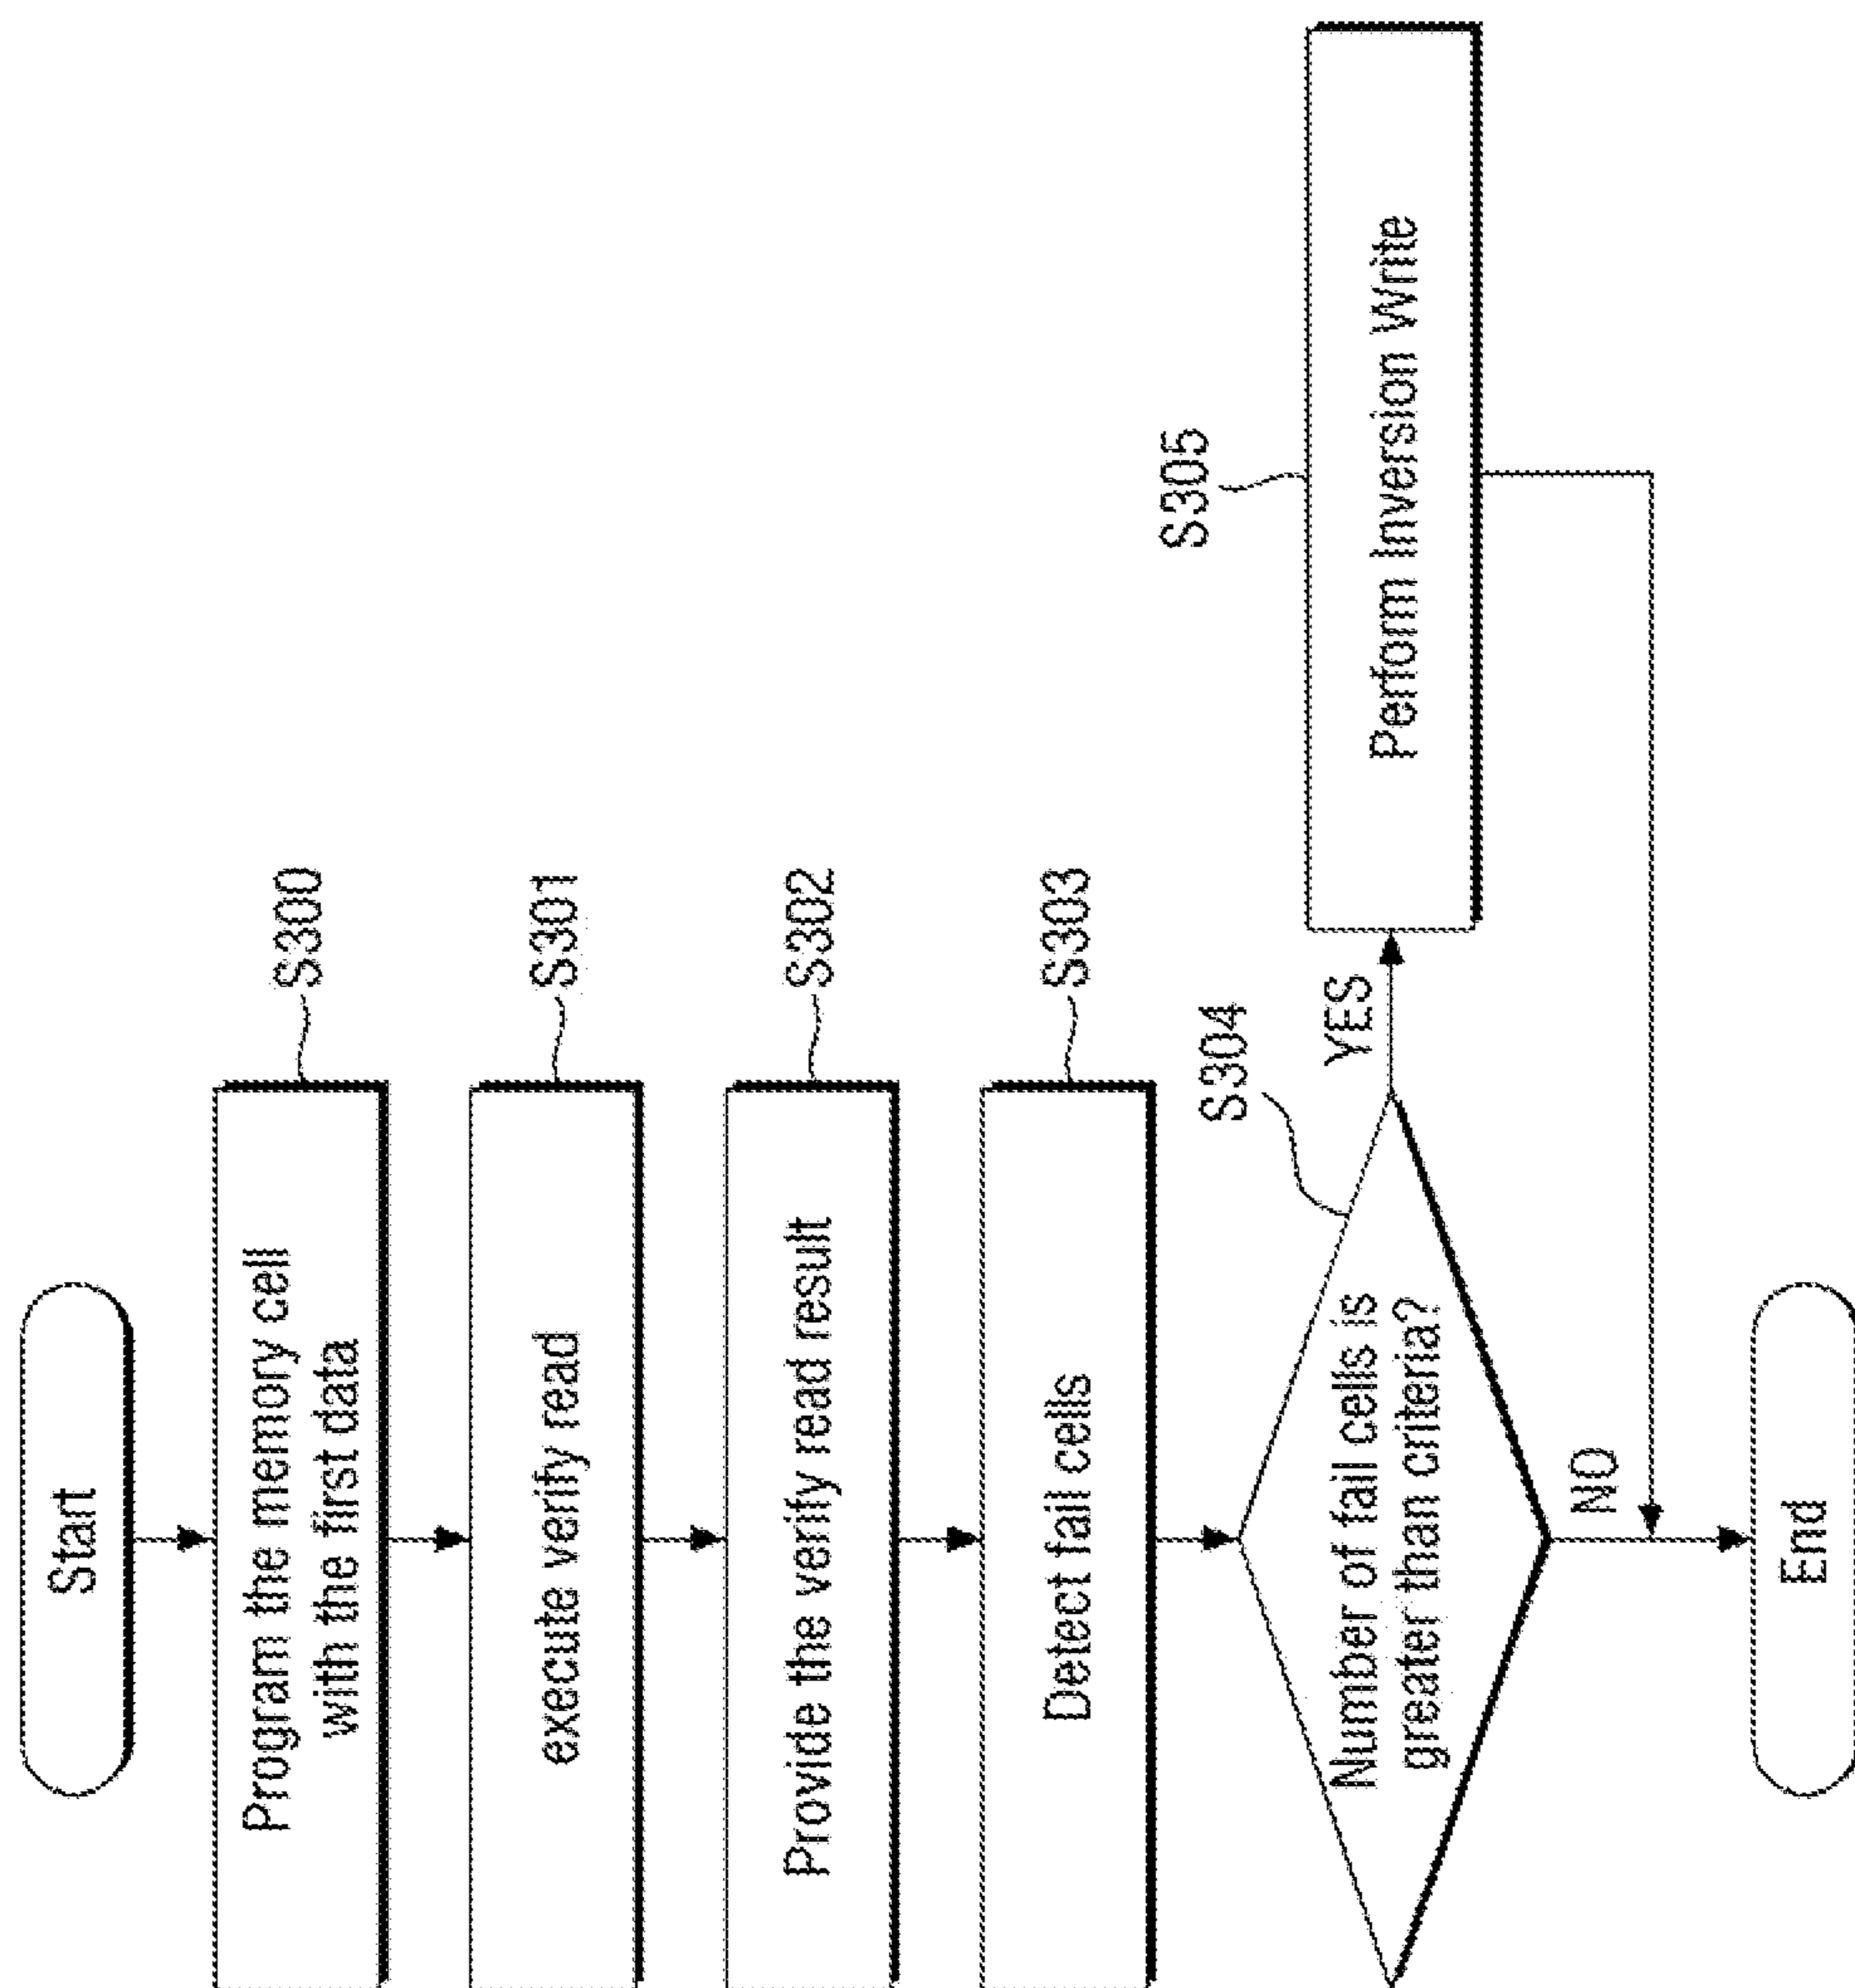 Start
Program the memory cell
with the first data
S300
execute verify read
S301
Provide the verify read result
S302
Detect fail cells
S303
Number of fail cells is
greater than criteria?
S304
YES
Perform Inversion Write
S305
NO
End